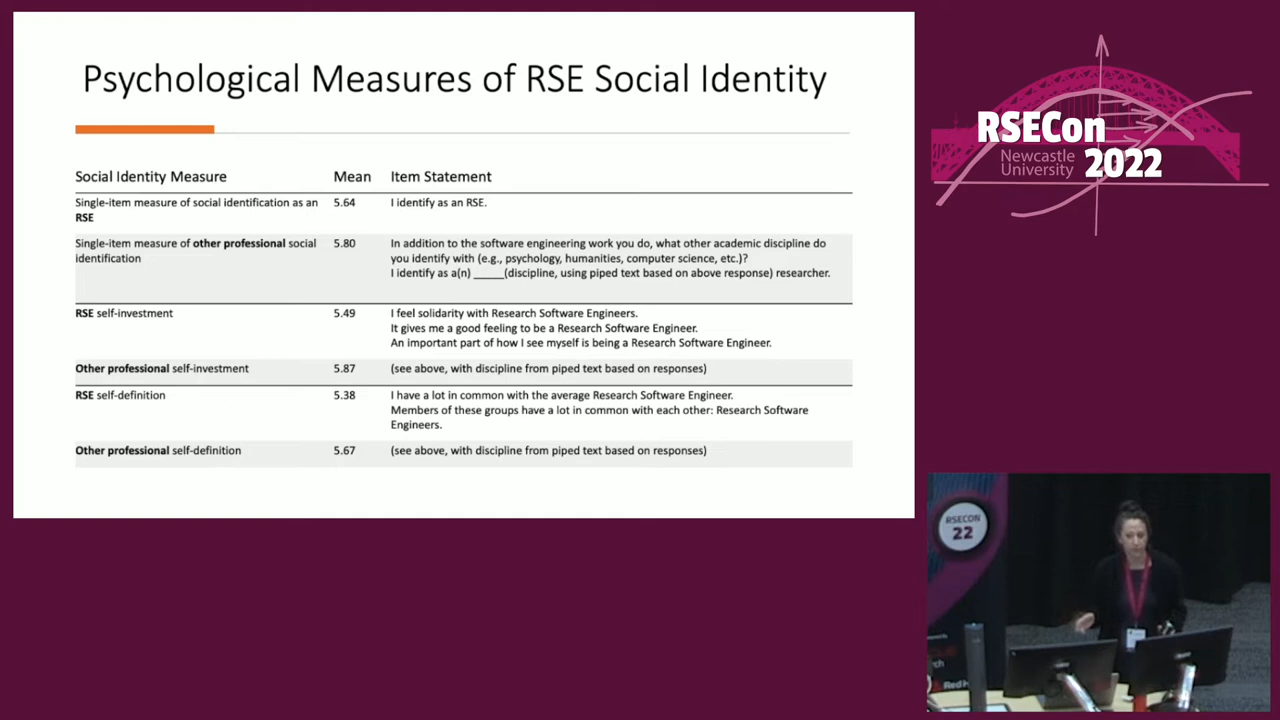 Psychological Measures of RSE Social Identity
Social Identity Measure Mean Item Statement
Single-item measure of social identification as an RSE 5.64 I identify as an RSE.
Single-item measure of other professional social identification 5.80 In addition to the software engineering work you do, what other academic discipline do
you identify with (e.g., psychology, humanities, computer science, etc.)?
I identify as a(n) _____(discipline, using piped text based on above response) researcher.
RSE self-investment 5.49 I feel solidarity with Research Software Engineers.
It gives me a good feeling to be a Research Software Engineer.
An important part of how I see myself is being a Research Software Engineer.
Other professional self-investment 5.87 (see above, with discipline from piped text based on responses)
RSE self-definition 5.38 I have a lot in common with the average Research Software Engineer.
Members of these groups have a lot in common with each other: Research Software
Engineers.
Other professional self-definition 5.67 (see above, with discipline from piped text based on responses)
RSECon
Newcastle
University 2022
RSECON
22
Red H